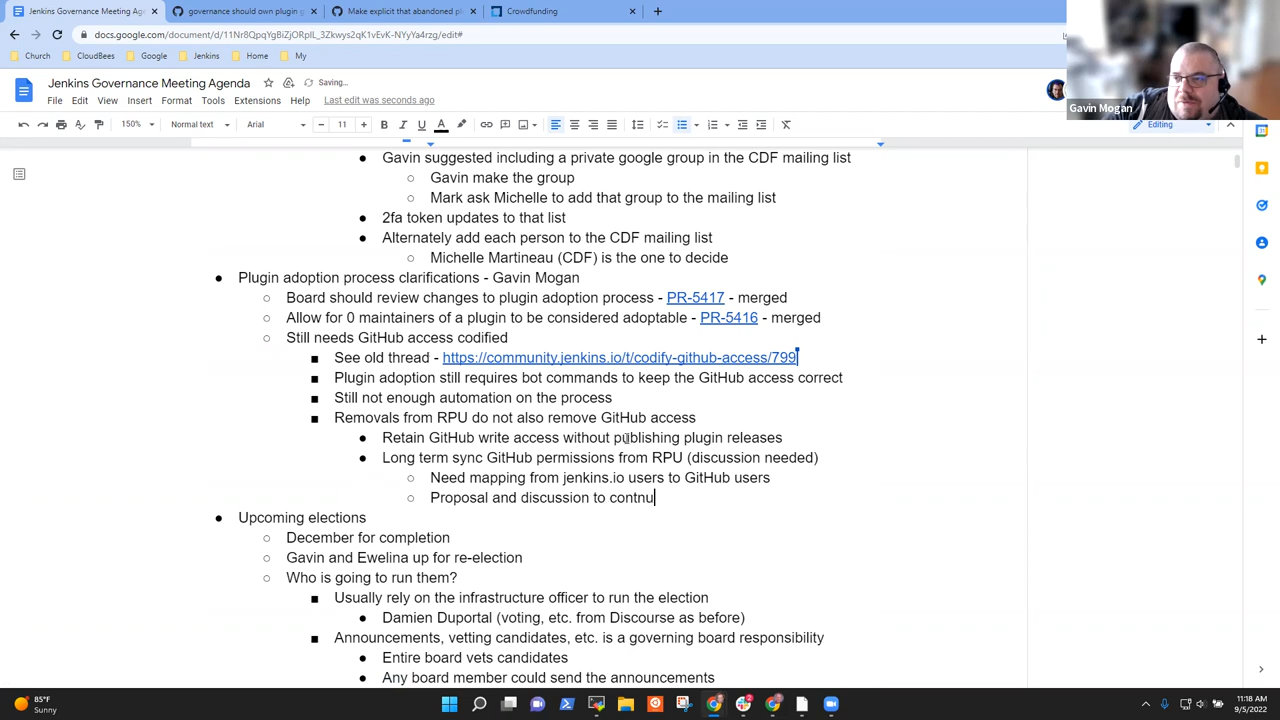 Jenkins Governance Meeting Age
governance should own plugin g
Make explicit that abandoned pl
Crowdfunding
docs.google.com/document/d/11Nr8QpqYgBiZjORpIL_3Zkwys2qK1vEvK-NYyYa4rzg/edit#
Church
CloudBees
Google
Jenkins
Home
My
Jenkins Governance Meeting Agenda
Saving...
File Edit View Insert Format Tools Extensions Help Last edit was seconds ago
Gavin Mogan
150% Normal text Arial 11 Editing
Gavin suggested including a private google group in the CDF mailing list
Gavin make the group
Mark ask Michelle to add that group to the mailing list
2fa token updates to that list
Alternately add each person to the CDF mailing list
Michelle Martineau (CDF) is the one to decide
Plugin adoption process clarifications - Gavin Mogan
Board should review changes to plugin adoption process - PR-5417 - merged
Allow for 0 maintainers of a plugin to be considered adoptable - PR-5416 - merged
Still needs GitHub access codified
See old thread - https://community.jenkins.io/t/codify-github-access/799
Plugin adoption still requires bot commands to keep the GitHub access correct
Still not enough automation on the process
Removals from RPU do not also remove GitHub access
Retain GitHub write access without publishing plugin releases
Long term sync GitHub permissions from RPU (discussion needed)
Need mapping from jenkins.io users to GitHub users
Proposal and discussion to contnu
Upcoming elections
December for completion
Gavin and Ewelina up for re-election
Who is going to run them?
Usually rely on the infrastructure officer to run the election
Damien Duportal (voting, etc. from Discourse as before)
Announcements, vetting candidates, etc. is a governing board responsibility
Entire board vets candidates
Any board member could send the announcements
85°F
Sunny
11:18 AM
9/5/2022